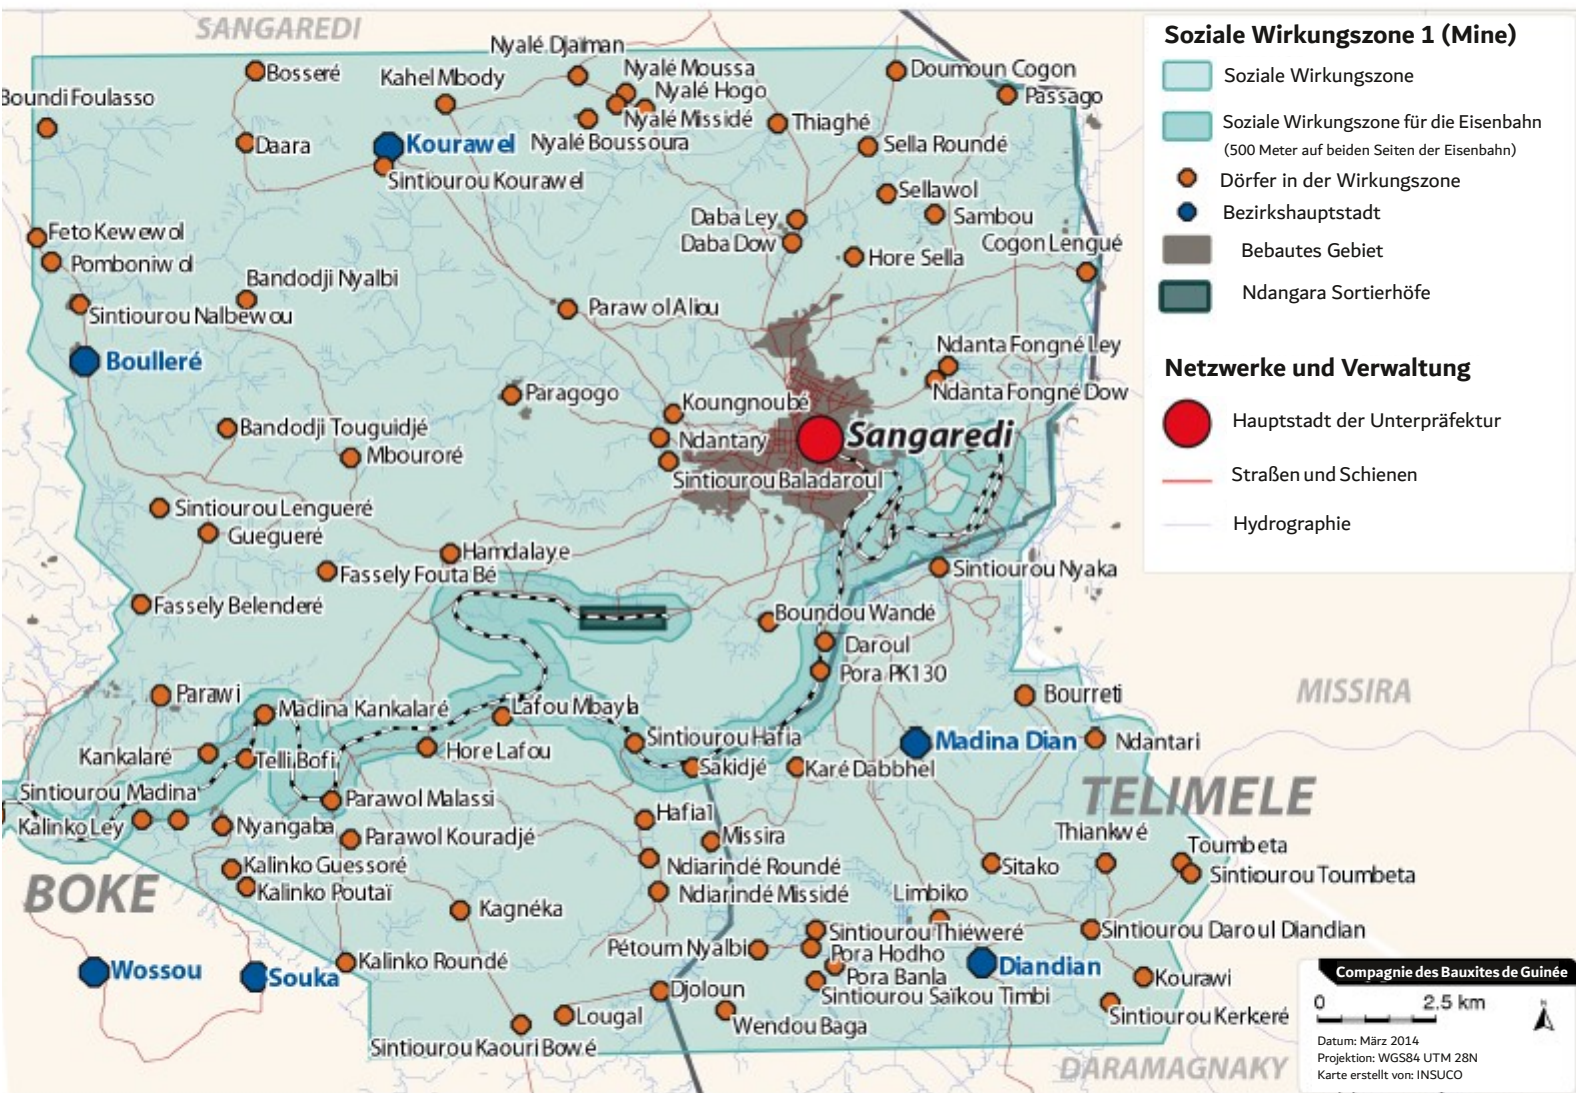 SANGAREDI
Nyalé Djaïman
Bosseré
Kahel Mbody
Nyalé Moussa
Doumoun Cogon
Nyalé Hogo
Passago
Boundi Foulasso
Nyalé Missidé
Thiaghé
Daara
Kourawel
Nyalé Boussoura
Sella Roundé
Sintiourou Kourawel
Sellawol
Daba Ley
Sambou
Feto Kewewol
Daba Dow
Cogon Lengué
Pomboniwol
Hore Sella
Bandodji Nyalbi
Sintiourou Nalbewou
Parawol Aliou
Ndanta Fongné Ley
Boulleré
Paragogo
Ndanta Fongné Dow
Koungnoubé
Bandodji Touguidjé
Ndantary
Sangaredi
Mbouroré
Sintiourou Baladaroul
Sintiourou Lengueré
Guegueré
Hamdalaye
Fassely Fouta Bé
Sintiourou Nyaka
Fassely Belenderé
Boundou Wandé
Daroul
Pora PK130
Parawi
Bourreti
MISSIRA
Madina Kankalaré
Lafou Mbayla
Sintiourou Hafia
Madina Dian
Ndantari
Kankalaré
Telli Bofi
Hore Lafou
Sakidjé
Karé Dabbhel
Sintiourou Madina
Parawol Malassi
TELIMELE
Kalinko Ley
Nyangaba
Hafia1
Parawol Kouradjé
Missira
Thiankwé
Toumbeta
Kalinko Guessoré
Ndiarindé Roundé
Sitako
Sintiourou Toumbeta
BOKE
Kalinko Poutaï
Ndiarindé Missidé
Limbiko
Kagnéka
Sintiourou Thiéweré
Sintiourou Daroul Diandian
Pétoum Nyalbi
Pora Hodho
Wossou
Souka
Kalinko Roundé
Pora Banla
Diandian
Kourawi
Djoloun
Sintiourou Saïkou Timbi
Lougal
Wendou Baga
Sintiourou Kerkeré
Sintiourou Kaouri Bowé
DARAMAGNAKY
Soziale Wirkungszone 1 (Mine)
Soziale Wirkungszone
Soziale Wirkungszone für die Eisenbahn
(500 Meter auf beiden Seiten der Eisenbahn)
Dörfer in der Wirkungszone
Bezirkshauptstadt
Bebautes Gebiet
Ndangara Sortierhöfe
Netzwerke und Verwaltung
Hauptstadt der Unterpräfektur
Straßen und Schienen
Hydrographie
Compagnie des Bauxites de Guinée
0 2.5 km
N
Datum: März 2014
Projektion: WGS84 UTM 28N
Karte erstellt von: INSUCO